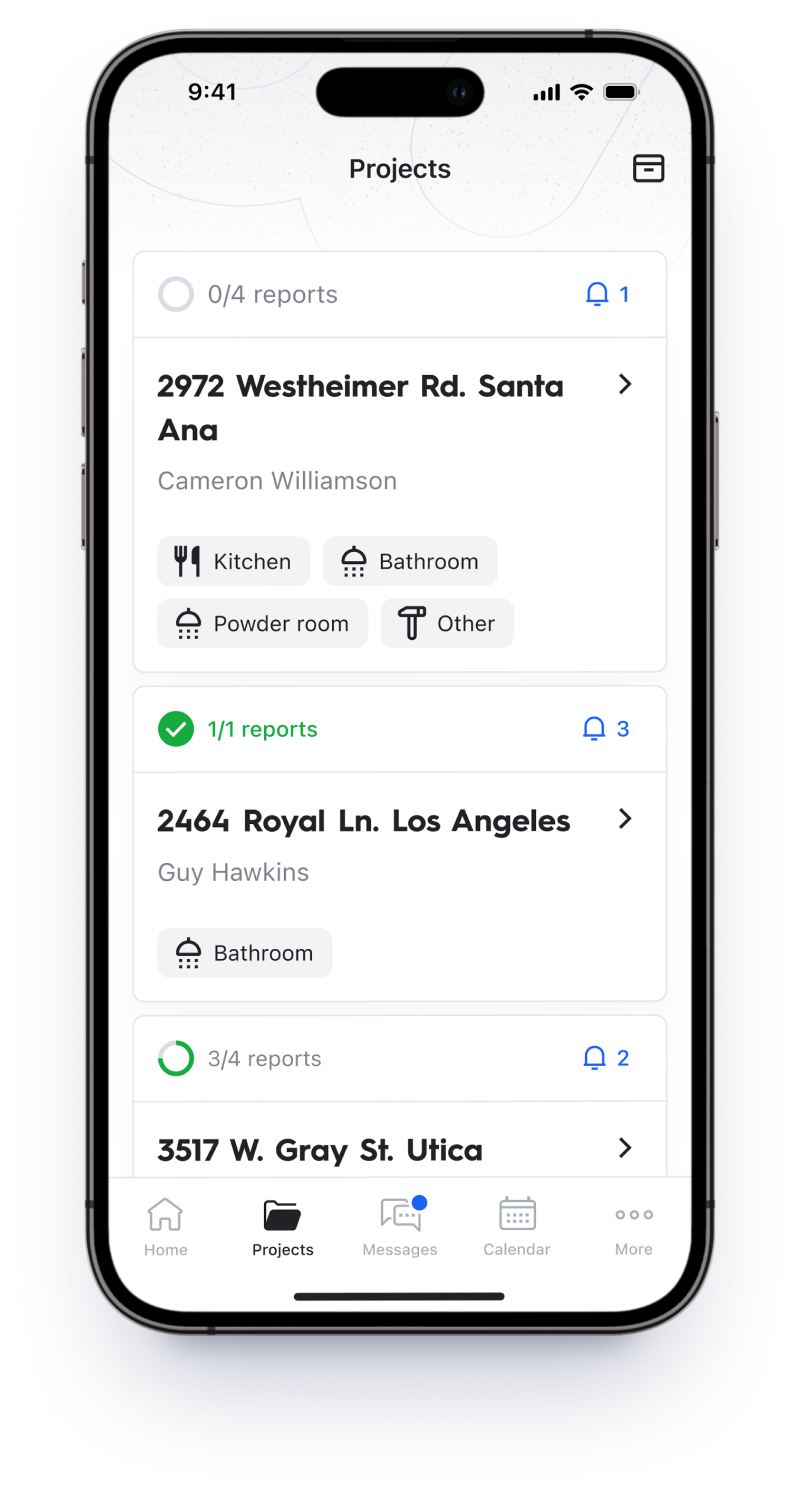 9:41
Projects
0/4 reports
1
2972 Westheimer Rd. Santa
Ana
Cameron Williamson
Kitchen
Bathroom
Powder room
Other
1/1 reports
3
2464 Royal Ln. Los Angeles
Guy Hawkins
Bathroom
3/4 reports
2
3517 W. Gray St. Utica
Home
Projects
Messages
Calendar
More